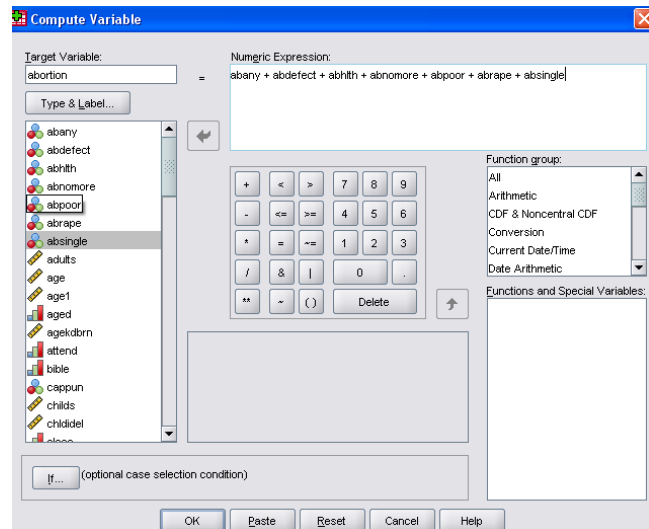 Compute Variable
Target Variable:
abortion
=
Numeric Expression:
abany + abdefect + abhlth + abnomore + abpoor + abrape + absingle
Type & Label...
abany
abdefect
abhlth
abnomore
abpoor
abrape
absingle
adults
age
age1
aged
agekdbrn
attend
bible
cappun
childs
chldidel
+ < > 7 8 9
- <= >= 4 5 6
* = ~= 1 2 3
/ & | 0 .
** ~ ( ) Delete
Function group:
All
Arithmetic
CDF & Noncentral CDF
Conversion
Current Date/Time
Date Arithmetic
Functions and Special Variables:
If... (optional case selection condition)
OK Paste Reset Cancel Help